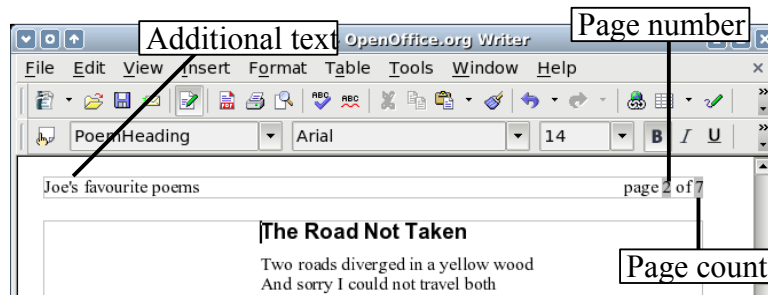 Additional text
Page number
OpenOffice.org Writer
File Edit View Insert Format Table Tools Window Help
PoemHeading Arial 14 B I U
Joe's favourite poems page 2 of 7
The Road Not Taken
Two roads diverged in a yellow wood
And sorry I could not travel both
Page count